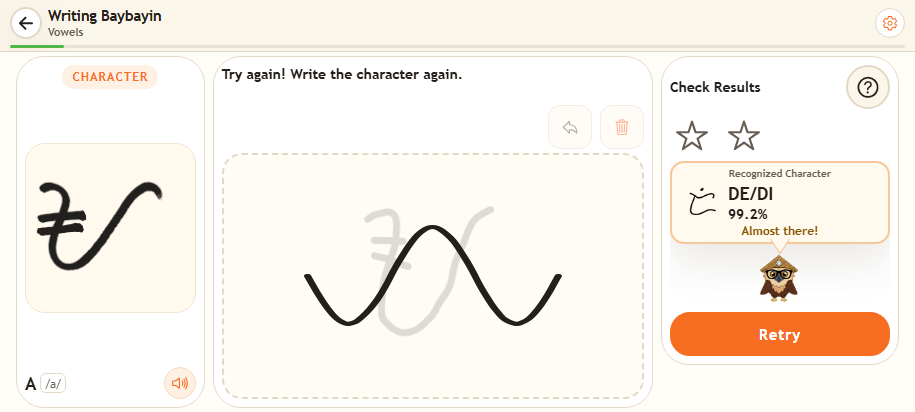 Writing Baybayin
Vowels
CHARACTER
ᜀ
A /a/
Try again! Write the character again.
Check Results
?
Recognized Character
ᜇᜒ DE/DI
99.2%
Almost there!
Retry